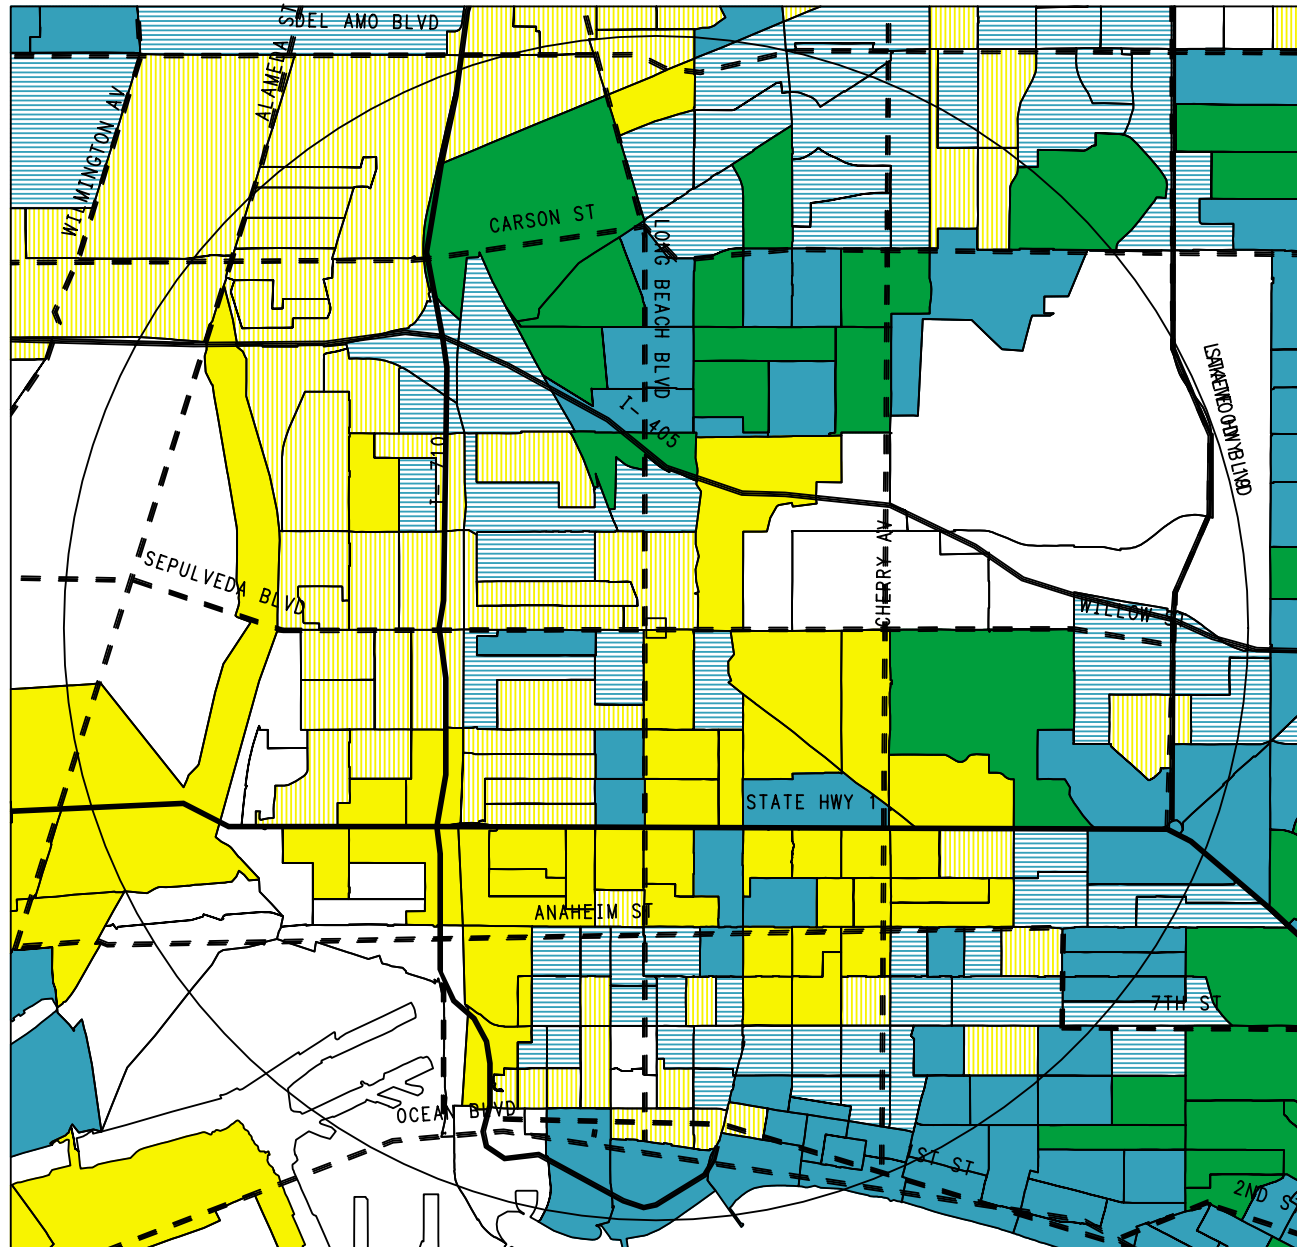 DEL AMO BLVD
ALAMEDA ST
WILMINGTON AV
CARSON ST
LONG BEACH BLVD
I- 405
I- 710
SEPULVEDA BLVD
CHERRY AV
WILLOW ST
STATE HWY 1
ANAHEIM ST
7TH ST
OCEAN BLVD
1ST ST
2ND S